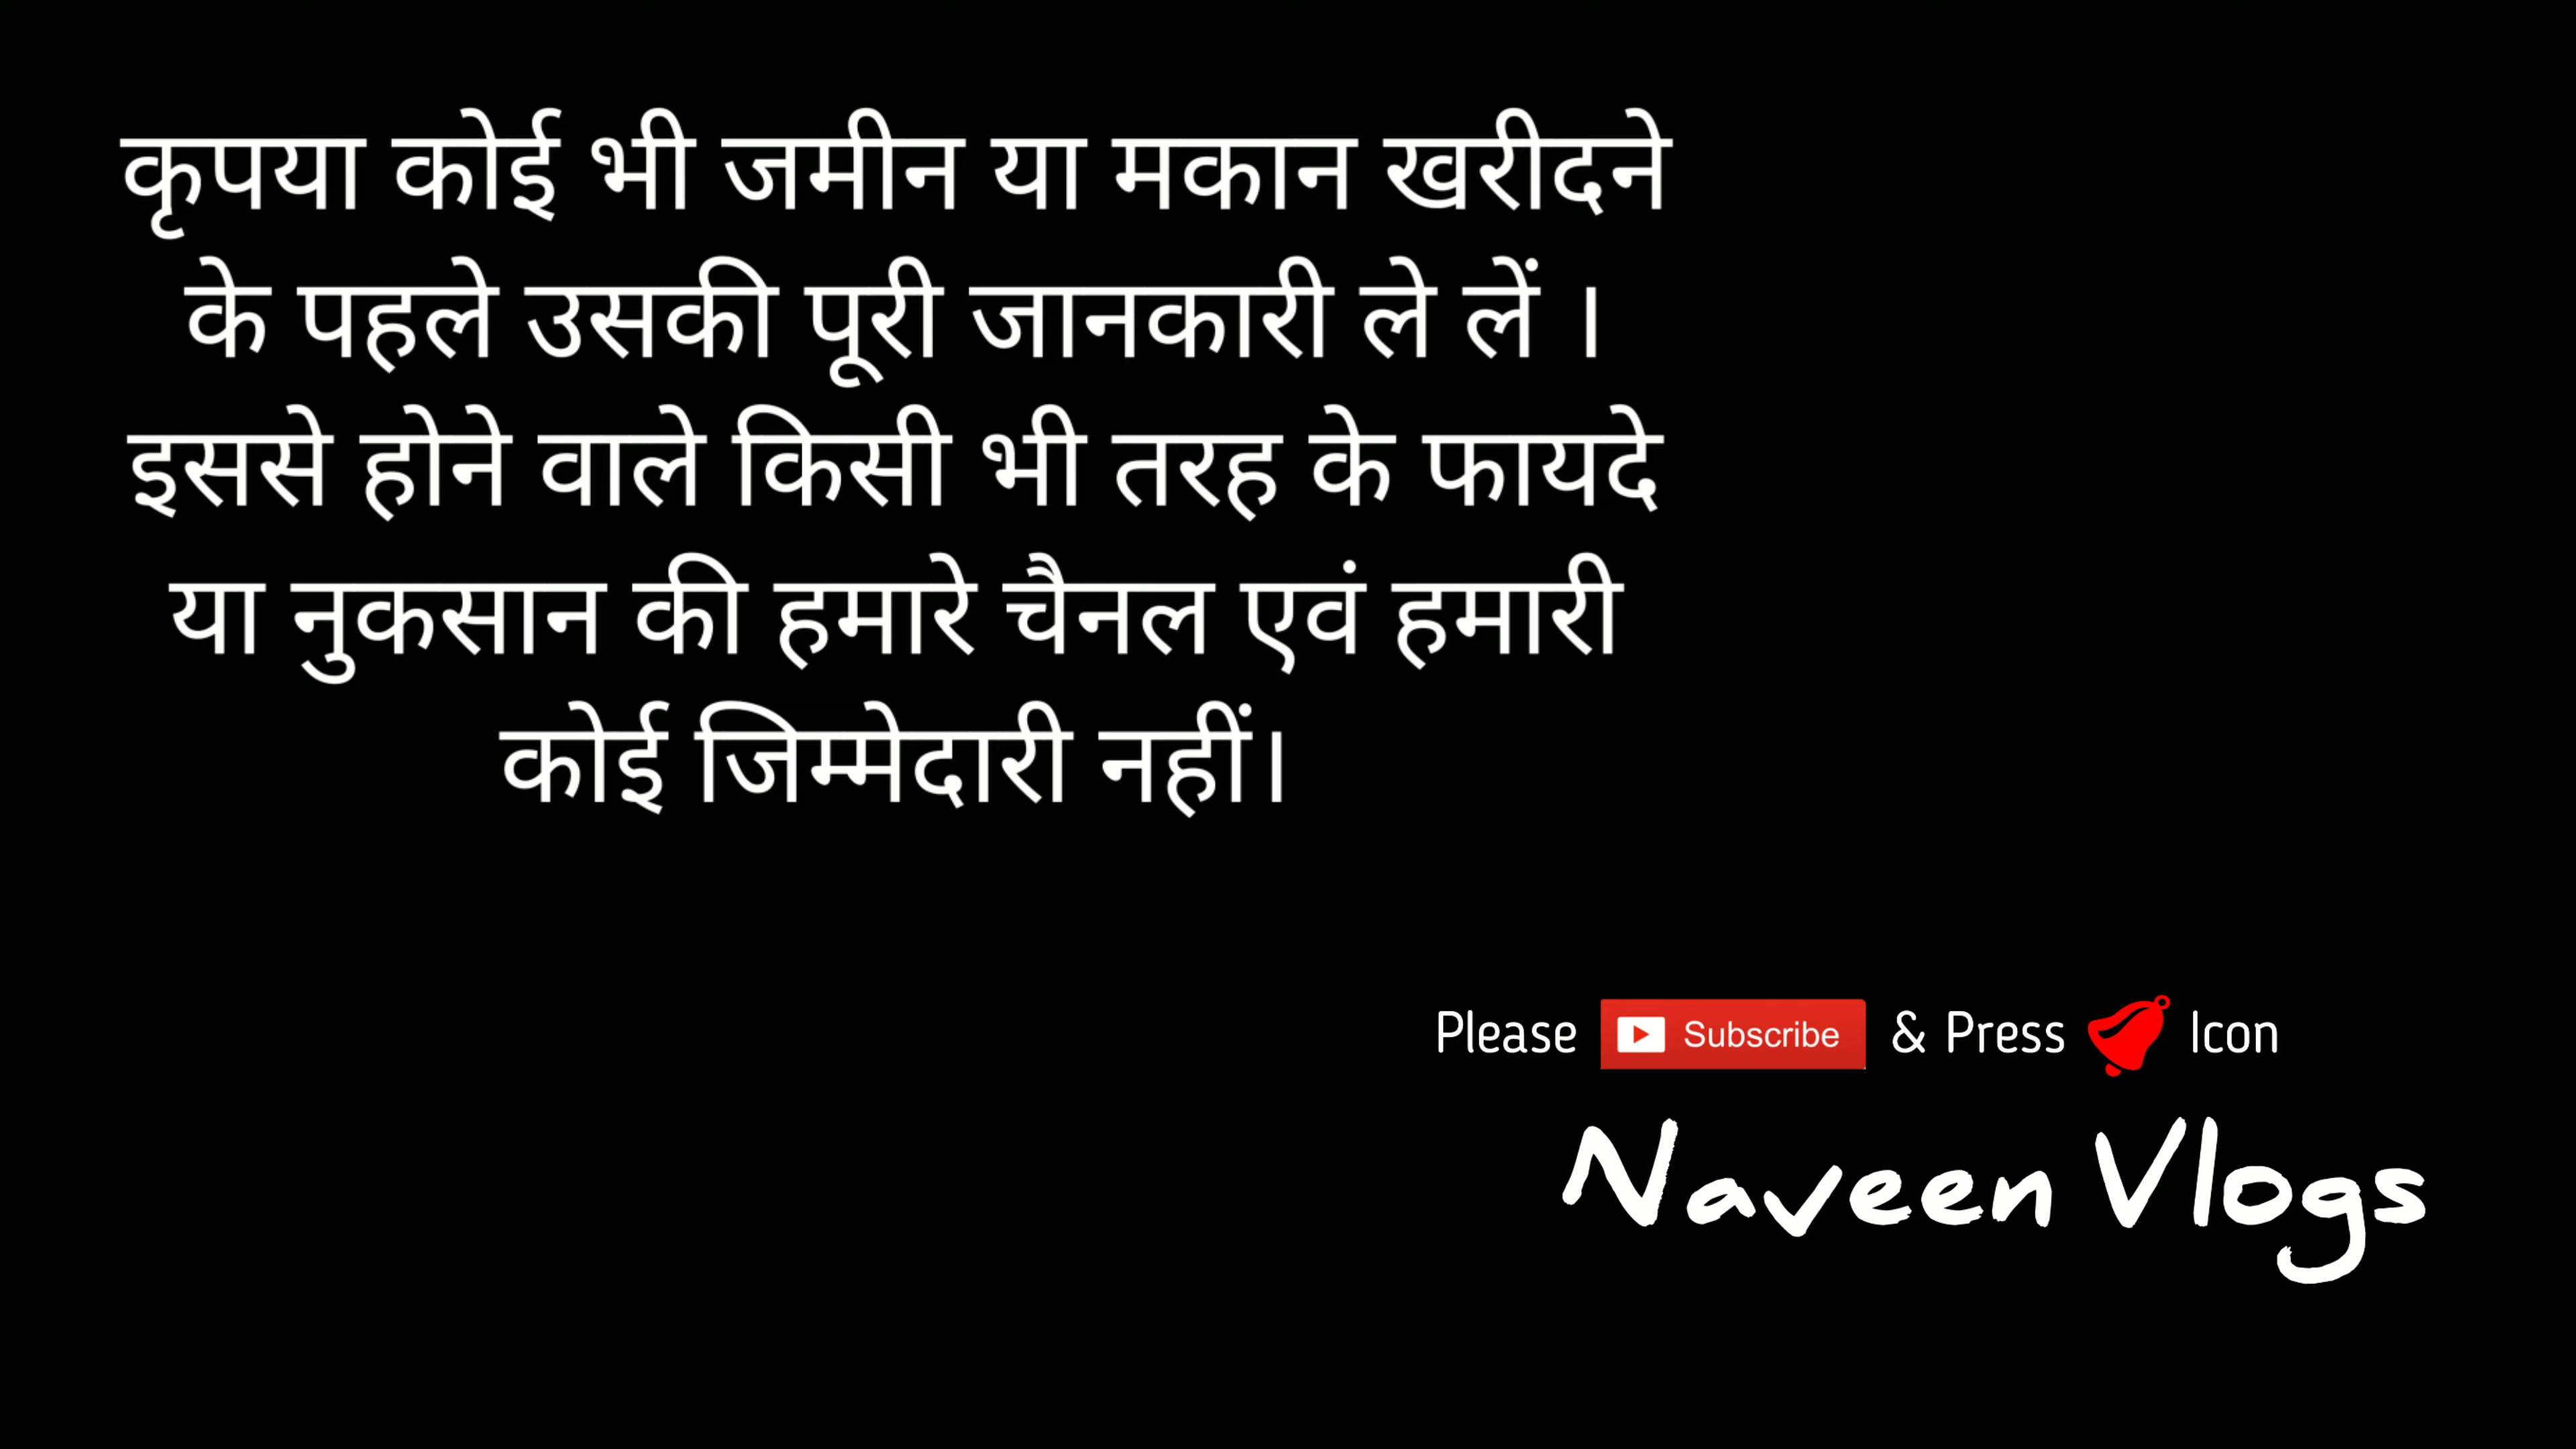 कृपया कोई भी जमीन या मकान खरीदने
के पहले उसकी पूरी जानकारी ले लें ।
इससे होने वाले किसी भी तरह के फायदे
या नुकसान की हमारे चैनल एवं हमारी
कोई जिम्मेदारी नहीं।
Please Subscribe & Press Icon
Naveen Vlogs